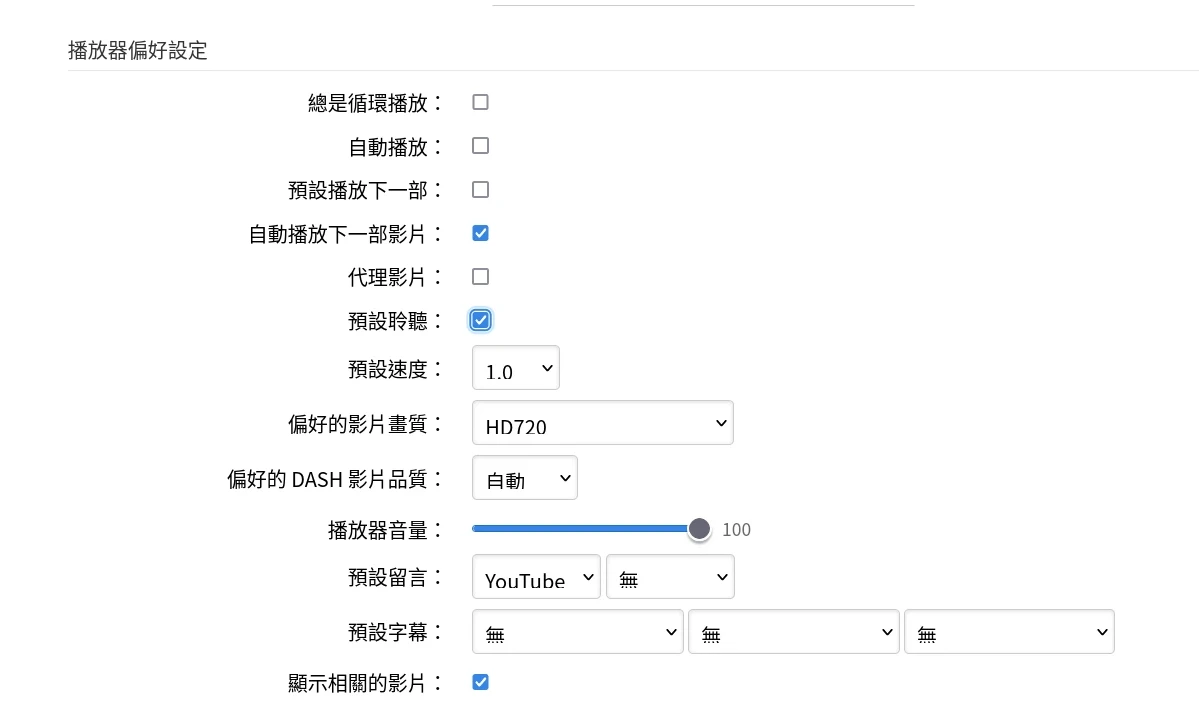 播放器偏好設定
總是循環播放：
自動播放：
預設播放下一部：
自動播放下一部影片：
代理影片：
預設聆聽：
預設速度： 1.0
偏好的影片畫質： HD720
偏好的 DASH 影片品質： 自動
播放器音量： 100
預設留言： YouTube 無
預設字幕： 無 無 無
顯示相關的影片：